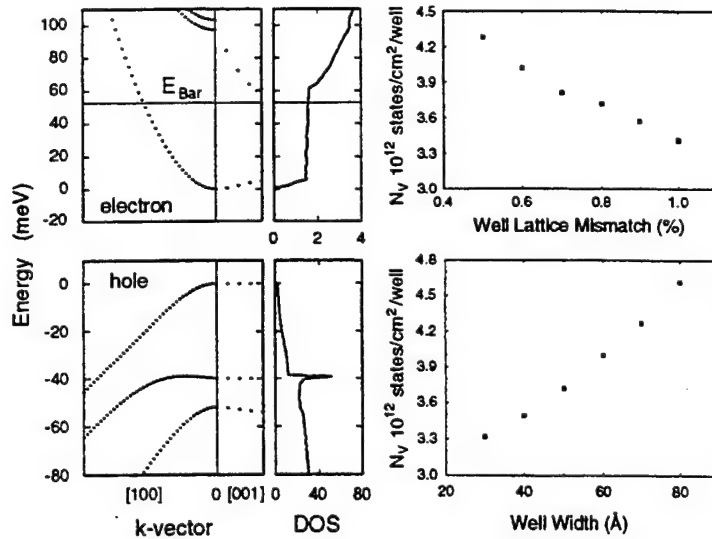 100
80
60
40
20
0
-20
E_Bar
electron
0 2 4
Energy (meV)
0
-20
-40
-60
-80
hole
[100] 0 [001]
k-vector
0 40 80
DOS
4.5
4.2
3.9
3.6
3.3
3.0
N_V 10^12 states/cm^2/well
0.4 0.6 0.8 1.0
Well Lattice Mismatch (%)
4.8
4.5
4.2
3.9
3.6
3.3
3.0
N_V 10^12 states/cm^2/well
20 40 60 80
Well Width (Å)